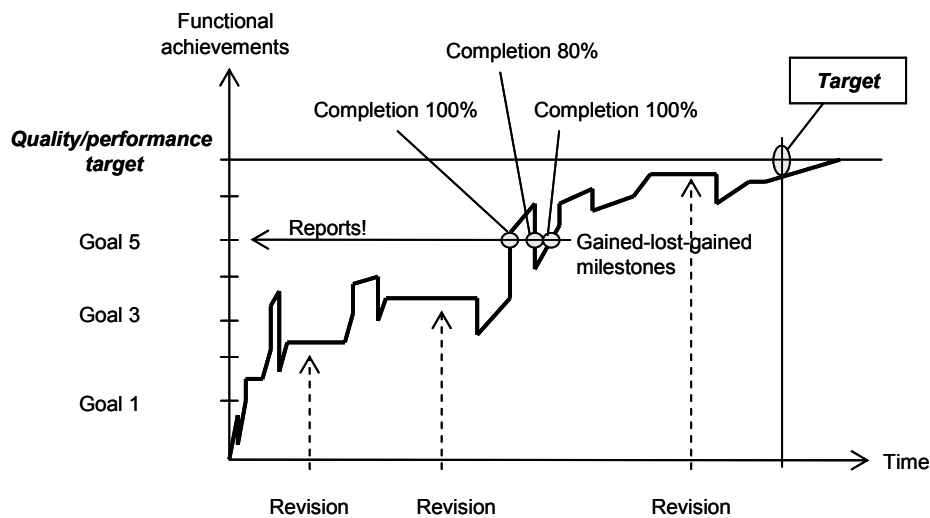 Functional
achievements
Completion 80%
Target
Completion 100%
Completion 100%
Quality/performance
target
Reports!
Goal 5
Gained-lost-gained
milestones
Goal 3
Goal 1
Time
Revision
Revision
Revision